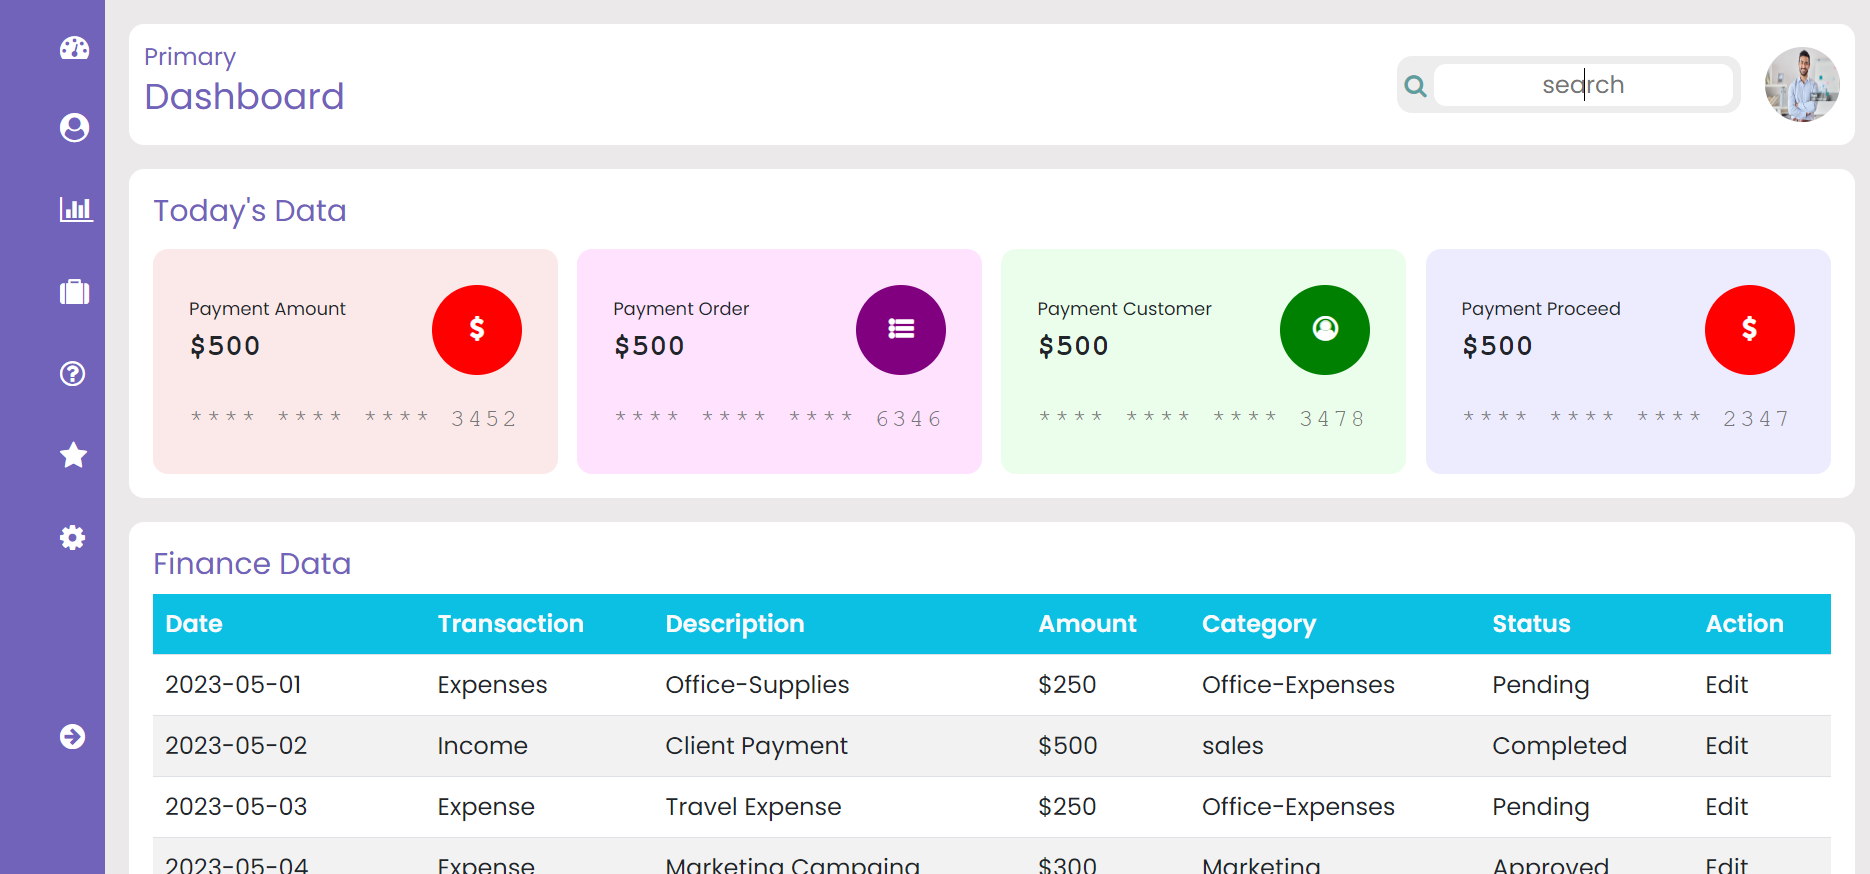 Primary
Dashboard
search
Today's Data
Payment Amount
$500
**** **** **** 3452
Payment Order
$500
**** **** **** 6346
Payment Customer
$500
**** **** **** 3478
Payment Proceed
$500
**** **** **** 2347
Finance Data
Date Transaction Description Amount Category Status Action
2023-05-01 Expenses Office-Supplies $250 Office-Expenses Pending Edit
2023-05-02 Income Client Payment $500 sales Completed Edit
2023-05-03 Expense Travel Expense $250 Office-Expenses Pending Edit
2023-05-04 Expense Marketing Campaing $300 Marketing Approved Edit